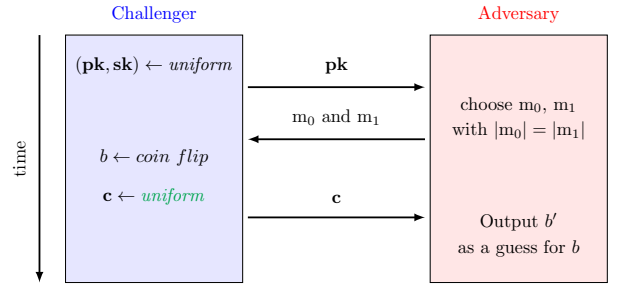 Challenger
Adversary
time
(pk, sk) ← uniform
pk
m₀ and m₁
choose m₀, m₁
with |m₀| = |m₁|
b ← coin flip
c ← uniform
c
Output b′
as a guess for b